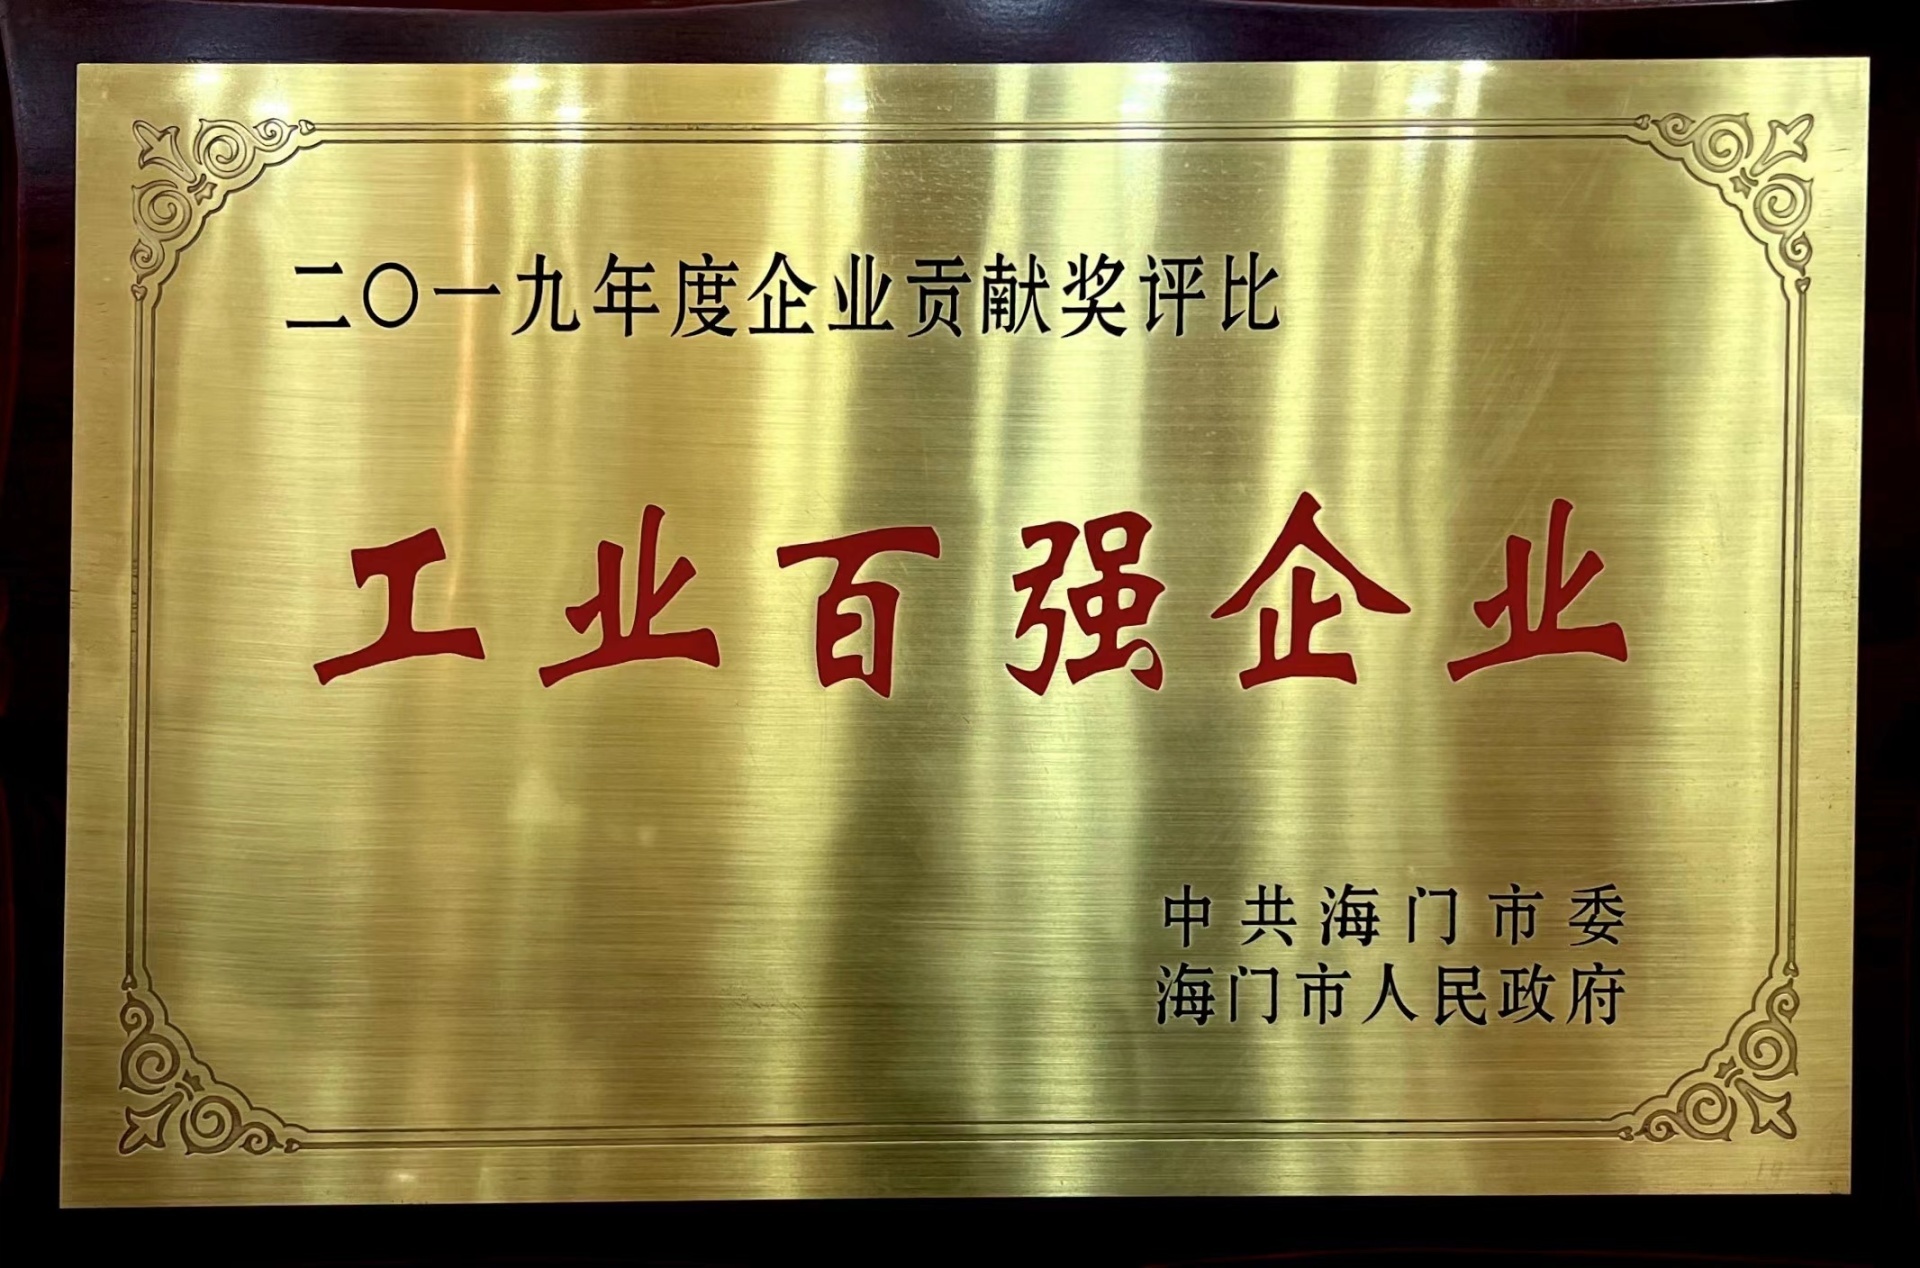 二〇一九年度企业贡献奖评比
工业百强企业
中共海门市委
海门市人民政府